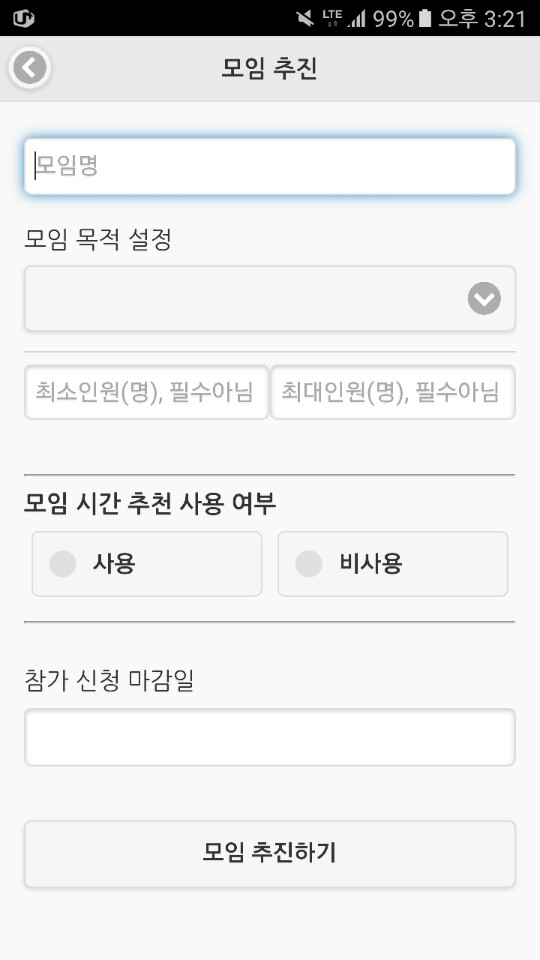 LTE 99% 오후 3:21
모임 추진
모임명
모임 목적 설정
최소인원(명), 필수아님 최대인원(명), 필수아님
모임 시간 추천 사용 여부
사용 비사용
참가 신청 마감일
모임 추진하기